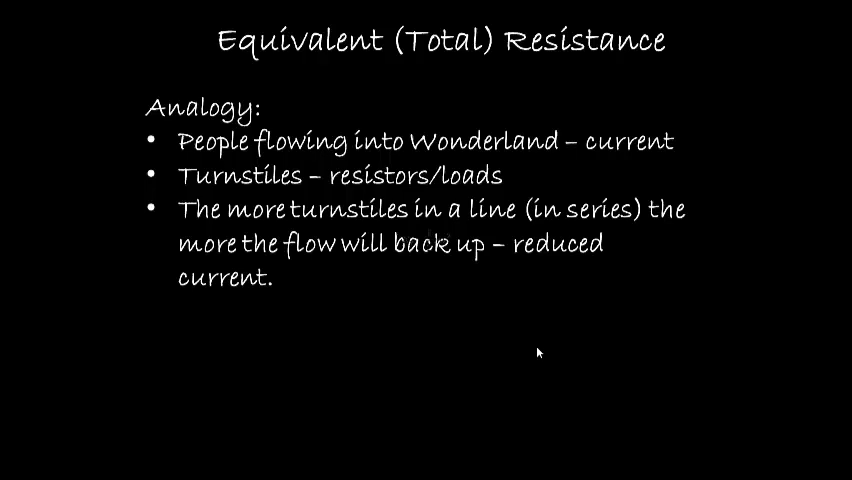 Equivalent (Total) Resistance
Analogy:
• People flowing into Wonderland – current
• Turnstiles – resistors/loads
• The more turnstiles in a line (in series) the
more the flow will back up – reduced
current.